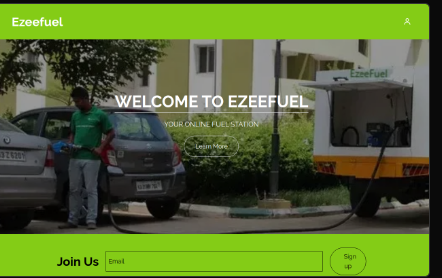 Ezeefuel
EzeeFuel
WELCOME TO EZEEFUEL
YOUR ONLINE FUEL STATION
Learn More
Join Us
Email
Sign
up